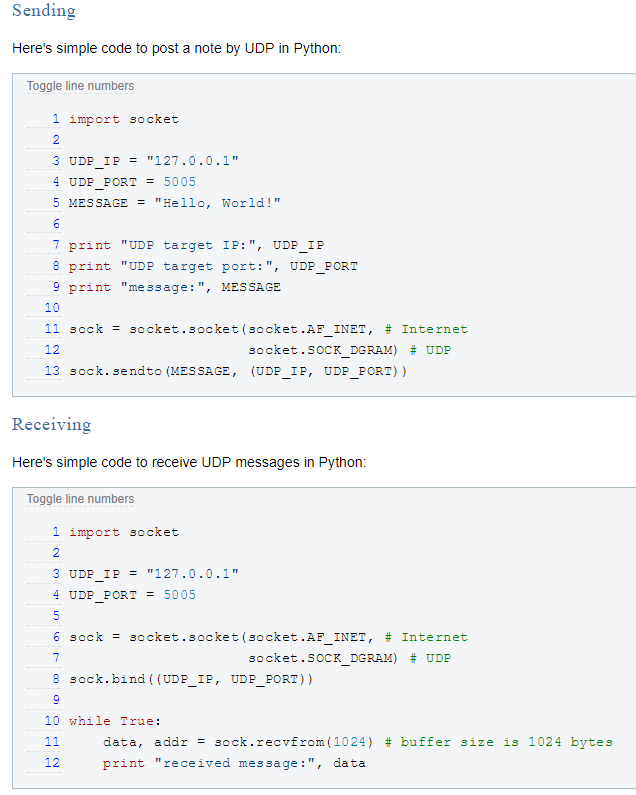 Sending
Here's simple code to post a note by UDP in Python:
Toggle line numbers
1 import socket
2
3 UDP_IP = "127.0.0.1"
4 UDP_PORT = 5005
5 MESSAGE = "Hello, World!"
6
7 print "UDP target IP:", UDP_IP
8 print "UDP target port:", UDP_PORT
9 print "message:", MESSAGE
10
11 sock = socket.socket(socket.AF_INET, # Internet
12                      socket.SOCK_DGRAM) # UDP
13 sock.sendto(MESSAGE, (UDP_IP, UDP_PORT))
Receiving
Here's simple code to receive UDP messages in Python:
Toggle line numbers
1 import socket
2
3 UDP_IP = "127.0.0.1"
4 UDP_PORT = 5005
5
6 sock = socket.socket(socket.AF_INET, # Internet
7                      socket.SOCK_DGRAM) # UDP
8 sock.bind((UDP_IP, UDP_PORT))
9
10 while True:
11     data, addr = sock.recvfrom(1024) # buffer size is 1024 bytes
12     print "received message:", data